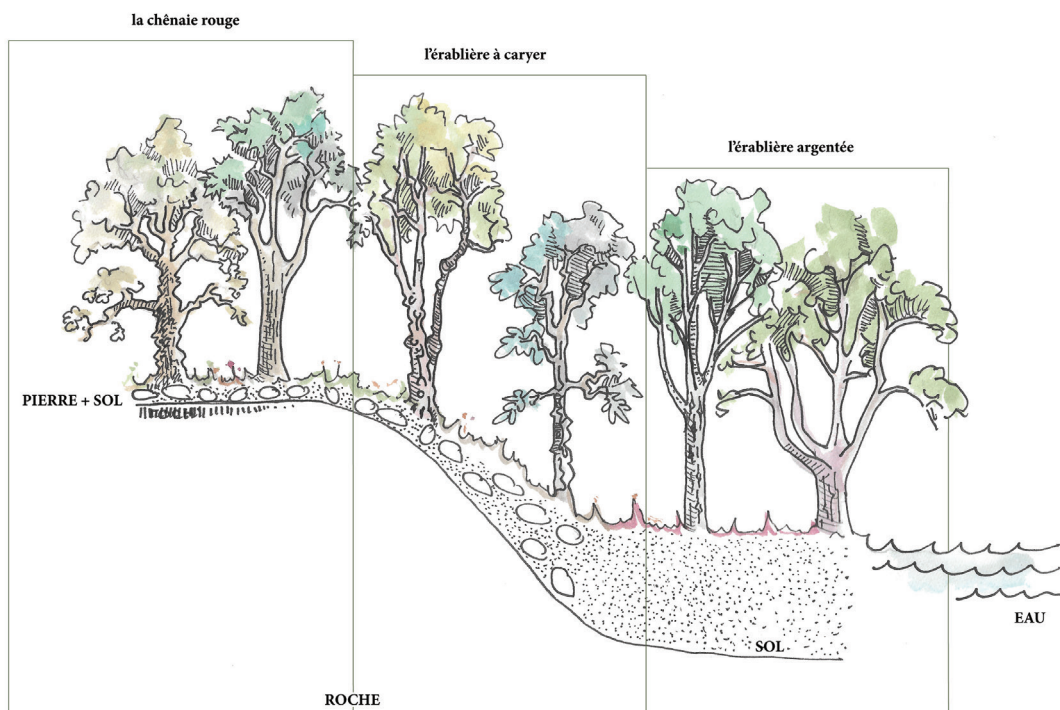 la chênaie rouge
l'érablière à caryer
l'érablière argentée
PIERRE + SOL
EAU
SOL
ROCHE